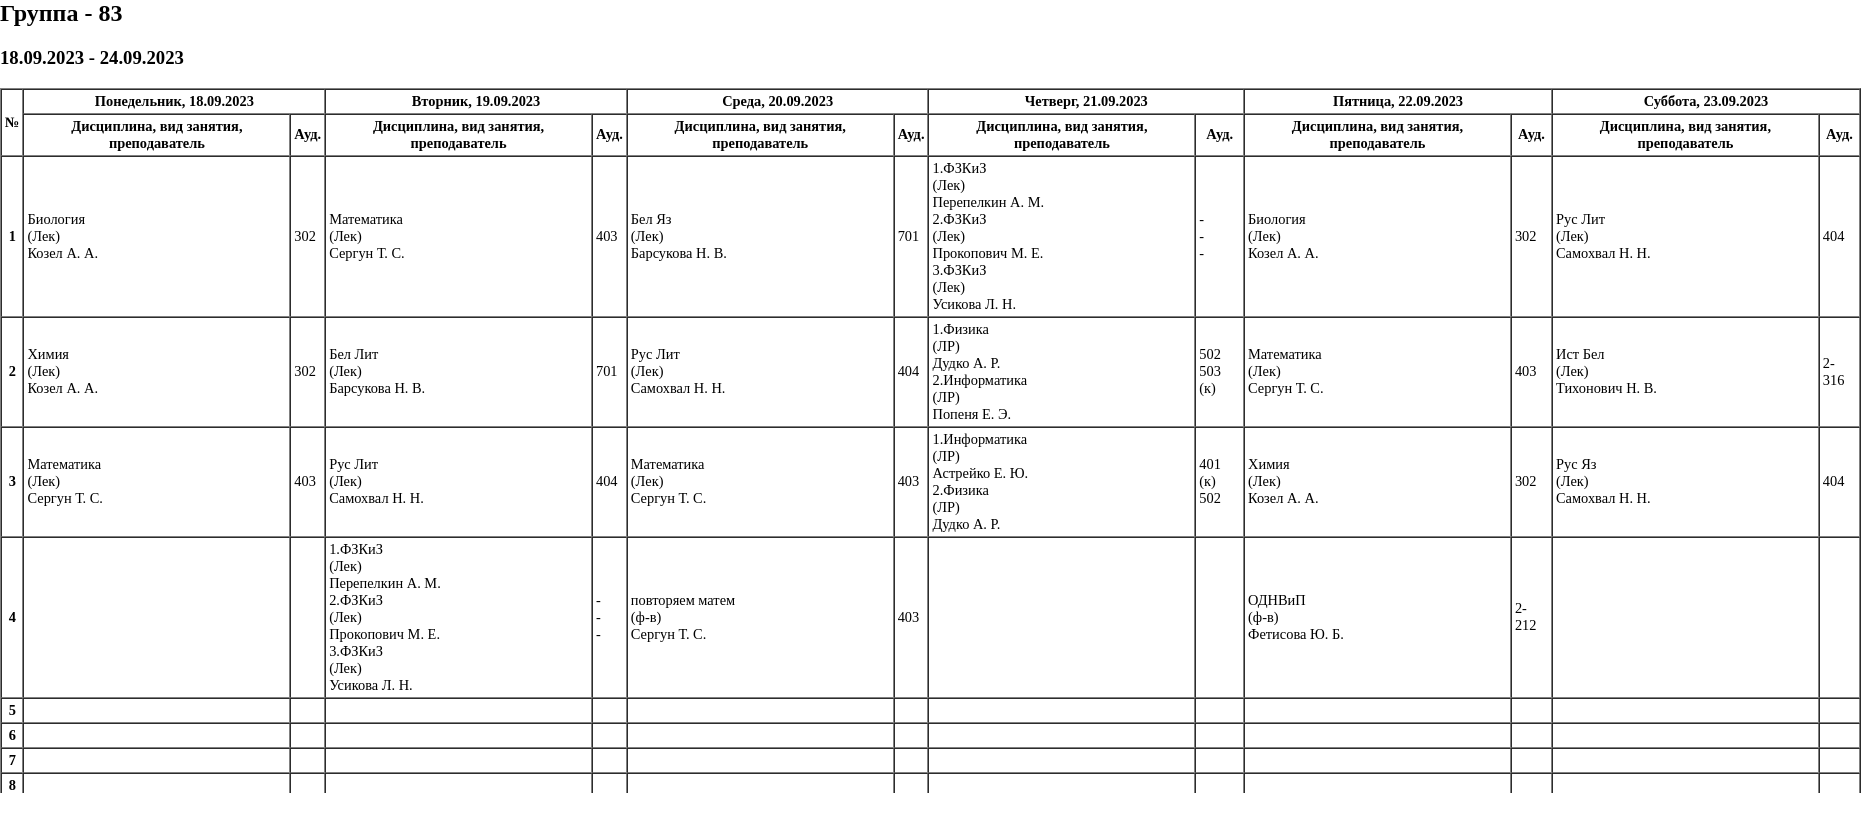 Группа - 83
18.09.2023 - 24.09.2023
№
Понедельник, 18.09.2023
Вторник, 19.09.2023
Среда, 20.09.2023
Четверг, 21.09.2023
Пятница, 22.09.2023
Суббота, 23.09.2023
Дисциплина, вид занятия,
преподаватель
Ауд.
Дисциплина, вид занятия,
преподаватель
Ауд.
Дисциплина, вид занятия,
преподаватель
Ауд.
Дисциплина, вид занятия,
преподаватель
Ауд.
Дисциплина, вид занятия,
преподаватель
Ауд.
Дисциплина, вид занятия,
преподаватель
Ауд.
1
Биология
(Лек)
Козел А. А.
302
Математика
(Лек)
Сергун Т. С.
403
Бел Яз
(Лек)
Барсукова Н. В.
701
1.ФЗКиЗ
(Лек)
Перепелкин А. М.
2.ФЗКиЗ
(Лек)
Прокопович М. Е.
3.ФЗКиЗ
(Лек)
Усикова Л. Н.
-
-
-
Биология
(Лек)
Козел А. А.
302
Рус Лит
(Лек)
Самохвал Н. Н.
404
2
Химия
(Лек)
Козел А. А.
302
Бел Лит
(Лек)
Барсукова Н. В.
701
Рус Лит
(Лек)
Самохвал Н. Н.
404
1.Физика
(ЛР)
Дудко А. Р.
2.Информатика
(ЛР)
Попеня Е. Э.
502
503
(к)
Математика
(Лек)
Сергун Т. С.
403
Ист Бел
(Лек)
Тихонович Н. В.
2-
316
3
Математика
(Лек)
Сергун Т. С.
403
Рус Лит
(Лек)
Самохвал Н. Н.
404
Математика
(Лек)
Сергун Т. С.
403
1.Информатика
(ЛР)
Астрейко Е. Ю.
2.Физика
(ЛР)
Дудко А. Р.
401
(к)
502
Химия
(Лек)
Козел А. А.
302
Рус Яз
(Лек)
Самохвал Н. Н.
404
4
1.ФЗКиЗ
(Лек)
Перепелкин А. М.
2.ФЗКиЗ
(Лек)
Прокопович М. Е.
3.ФЗКиЗ
(Лек)
Усикова Л. Н.
-
-
-
повторяем матем
(ф-в)
Сергун Т. С.
403
ОДНВиП
(ф-в)
Фетисова Ю. Б.
2-
212
5
6
7
8